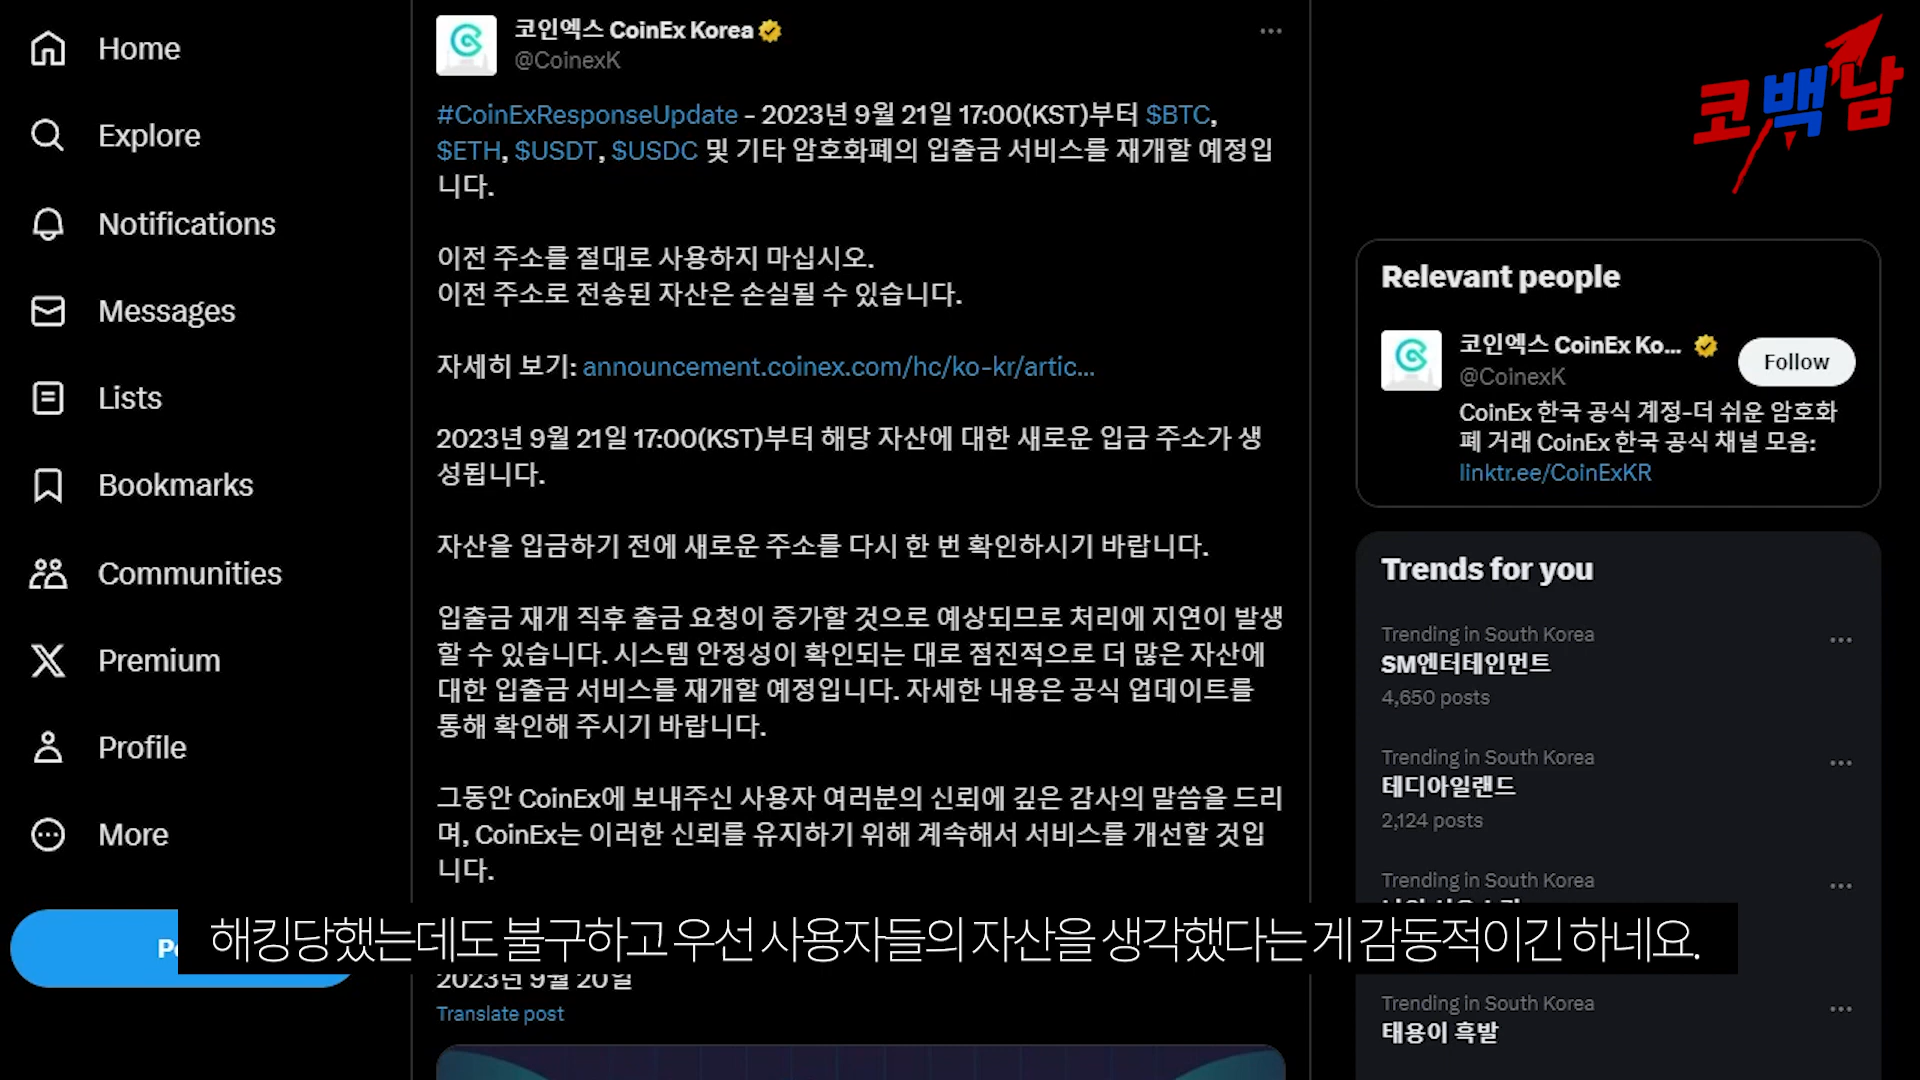 Home
Explore
Notifications
Messages
Lists
Bookmarks
Communities
Premium
Profile
More
코인엑스 CoinEx Korea
@CoinexK
#CoinExResponseUpdate - 2023년 9월 21일 17:00(KST)부터 $BTC,
$ETH, $USDT, $USDC 및 기타 암호화폐의 입출금 서비스를 재개할 예정입
니다.
이전 주소를 절대로 사용하지 마십시오.
이전 주소로 전송된 자산은 손실될 수 있습니다.
자세히 보기: announcement.coinex.com/hc/ko-kr/artic...
2023년 9월 21일 17:00(KST)부터 해당 자산에 대한 새로운 입금 주소가 생
성됩니다.
자산을 입금하기 전에 새로운 주소를 다시 한 번 확인하시기 바랍니다.
입출금 재개 직후 출금 요청이 증가할 것으로 예상되므로 처리에 지연이 발생
할 수 있습니다. 시스템 안정성이 확인되는 대로 점진적으로 더 많은 자산에
대한 입출금 서비스를 재개할 예정입니다. 자세한 내용은 공식 업데이트를
통해 확인해 주시기 바랍니다.
그동안 CoinEx에 보내주신 사용자 여러분의 신뢰에 깊은 감사의 말씀을 드리
며, CoinEx는 이러한 신뢰를 유지하기 위해 계속해서 서비스를 개선할 것입
니다.
해킹당했는데도 불구하고 우선 사용자들의 자산을 생각했다는 게 감동적이긴 하네요.
2023년 9월 20일
Translate post
코백남
Relevant people
코인엑스 CoinEx Ko...
@CoinexK
Follow
CoinEx 한국 공식 계정-더 쉬운 암호화
폐 거래 CoinEx 한국 공식 채널 모음:
linktr.ee/CoinExKR
Trends for you
Trending in South Korea
SM엔터테인먼트
4,650 posts
Trending in South Korea
테디아일랜드
2,124 posts
Trending in South Korea
Trending in South Korea
태용이 흑발